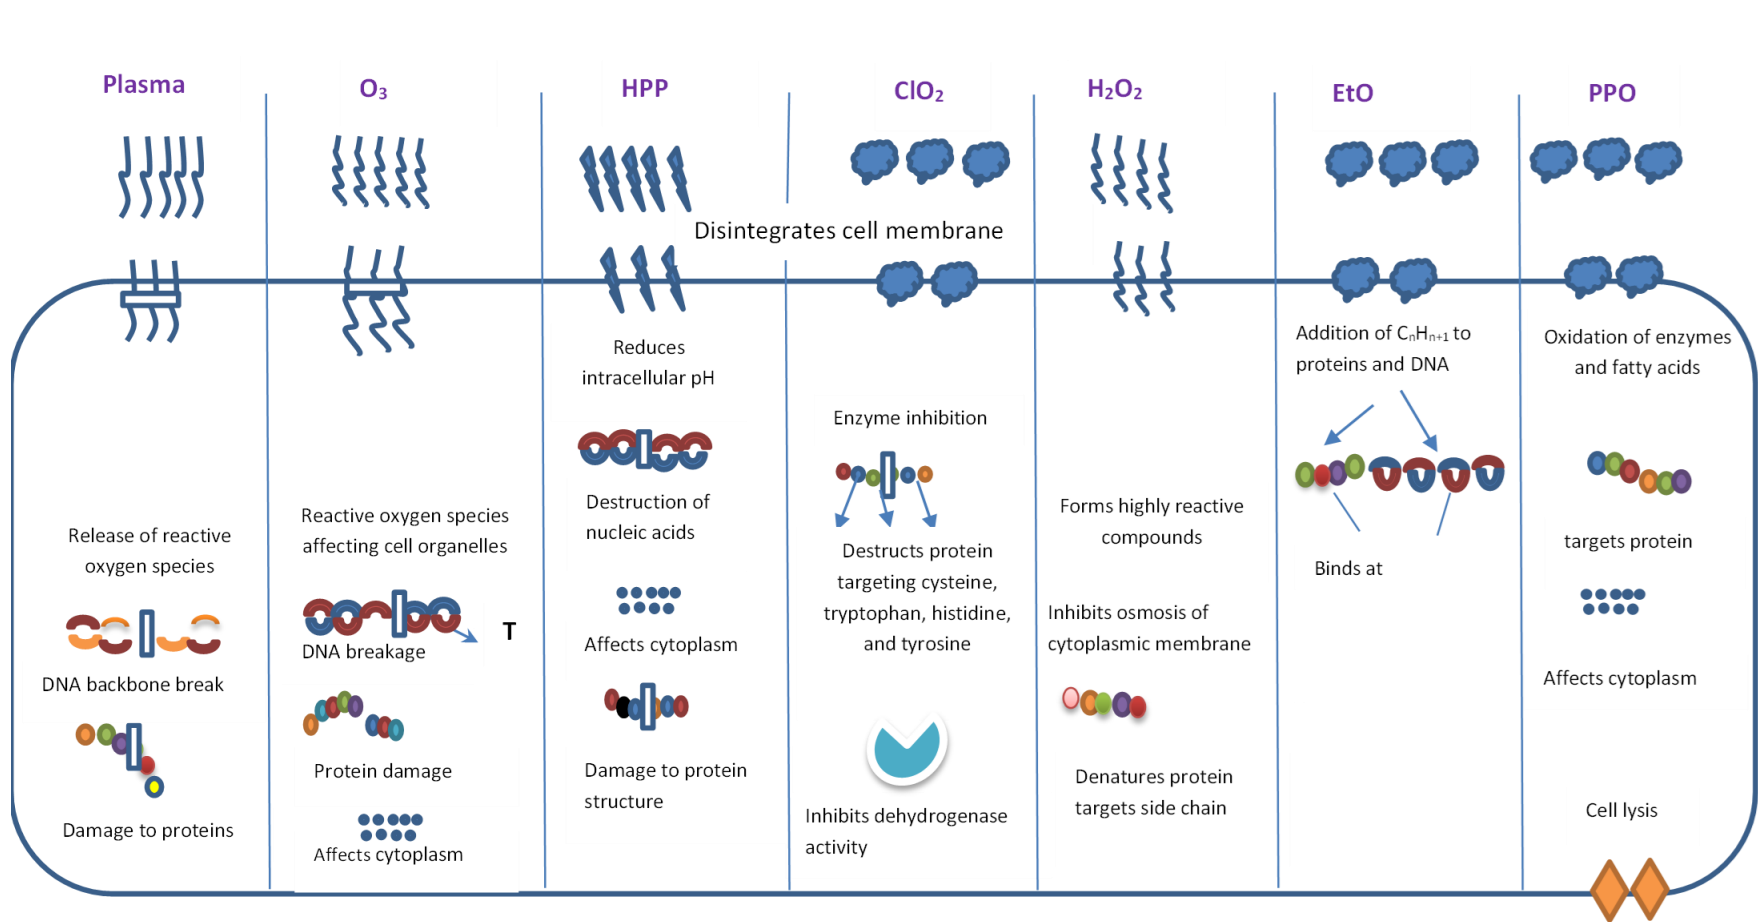 Plasma
O₃
HPP
ClO₂
H₂O₂
EtO
PPO
Disintegrates cell membrane
Release of reactive
oxygen species
DNA backbone break
Damage to proteins
Reactive oxygen species
affecting cell organelles
T
DNA breakage
Protein damage
Affects cytoplasm
Reduces
intracellular pH
Destruction of
nucleic acids
Affects cytoplasm
Damage to protein
structure
Enzyme inhibition
Destructs protein
targeting cysteine,
tryptophan, histidine,
and tyrosine
Inhibits dehydrogenase
activity
Forms highly reactive
compounds
Inhibits osmosis of
cytoplasmic membrane
Denatures protein
targets side chain
Addition of CₙHₙ₊₁ to
proteins and DNA
Binds at
Oxidation of enzymes
and fatty acids
targets protein
Affects cytoplasm
Cell lysis